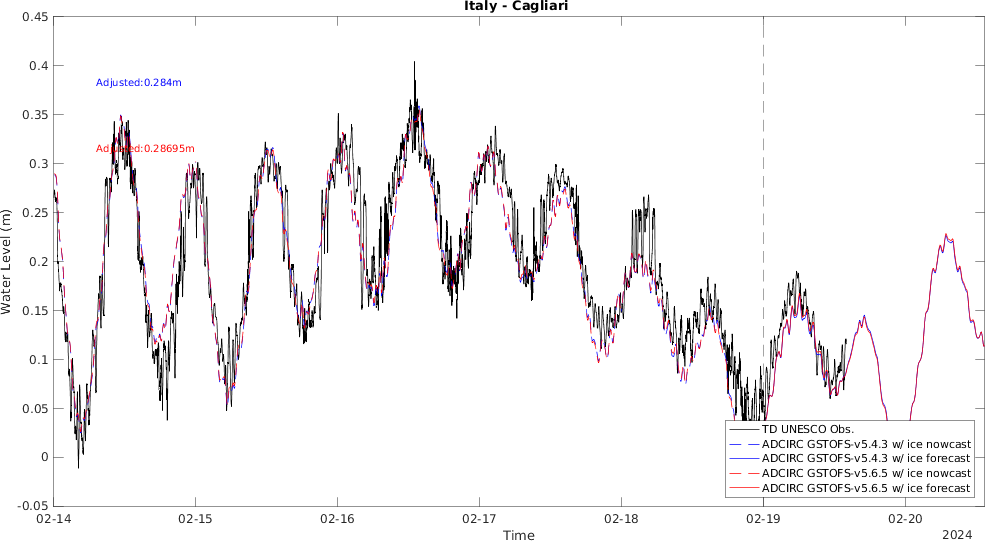 Italy - Cagliari
0.45
0.4
0.35
0.3
0.25
0.2
0.15
0.1
0.05
0
-0.05
Water Level (m)
Adjusted:0.284m
Adjusted:0.28695m
TD UNESCO Obs.
ADCIRC GSTOFS-v5.4.3 w/ ice nowcast
ADCIRC GSTOFS-v5.4.3 w/ ice forecast
ADCIRC GSTOFS-v5.6.5 w/ ice nowcast
ADCIRC GSTOFS-v5.6.5 w/ ice forecast
02-14 02-15 02-16 02-17 02-18 02-19 02-20
Time
2024